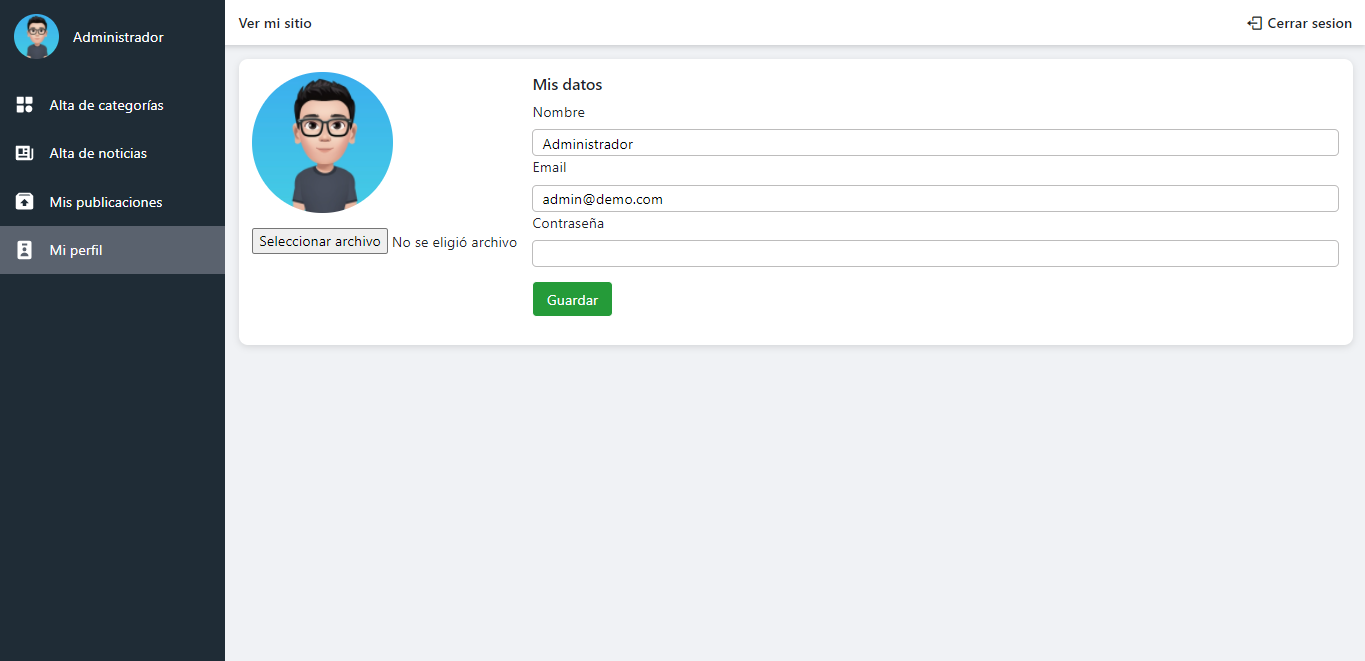 Administrador
Alta de categorías
Alta de noticias
Mis publicaciones
Mi perfil
Ver mi sitio
Cerrar sesion
Seleccionar archivo No se eligió archivo
Mis datos
Nombre
Administrador
Email
admin@demo.com
Contraseña
Guardar